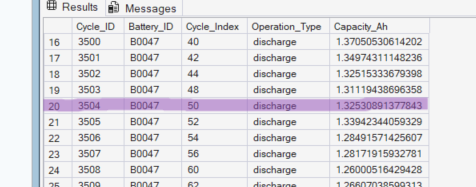 Results Messages
Cycle_ID Battery_ID Cycle_Index Operation_Type Capacity_Ah
16 3500 B0047 40 discharge 1.37050530614202
17 3501 B0047 42 discharge 1.34974311148236
18 3502 B0047 44 discharge 1.32515333679398
19 3503 B0047 48 discharge 1.31119438696358
20 3504 B0047 50 discharge 1.32530891377843
21 3505 B0047 52 discharge 1.33942344059329
22 3506 B0047 54 discharge 1.28491571425607
23 3507 B0047 56 discharge 1.28171915932781
24 3508 B0047 60 discharge 1.26000516429428
25 3509 B0047 62 discharge 1.26607038599313